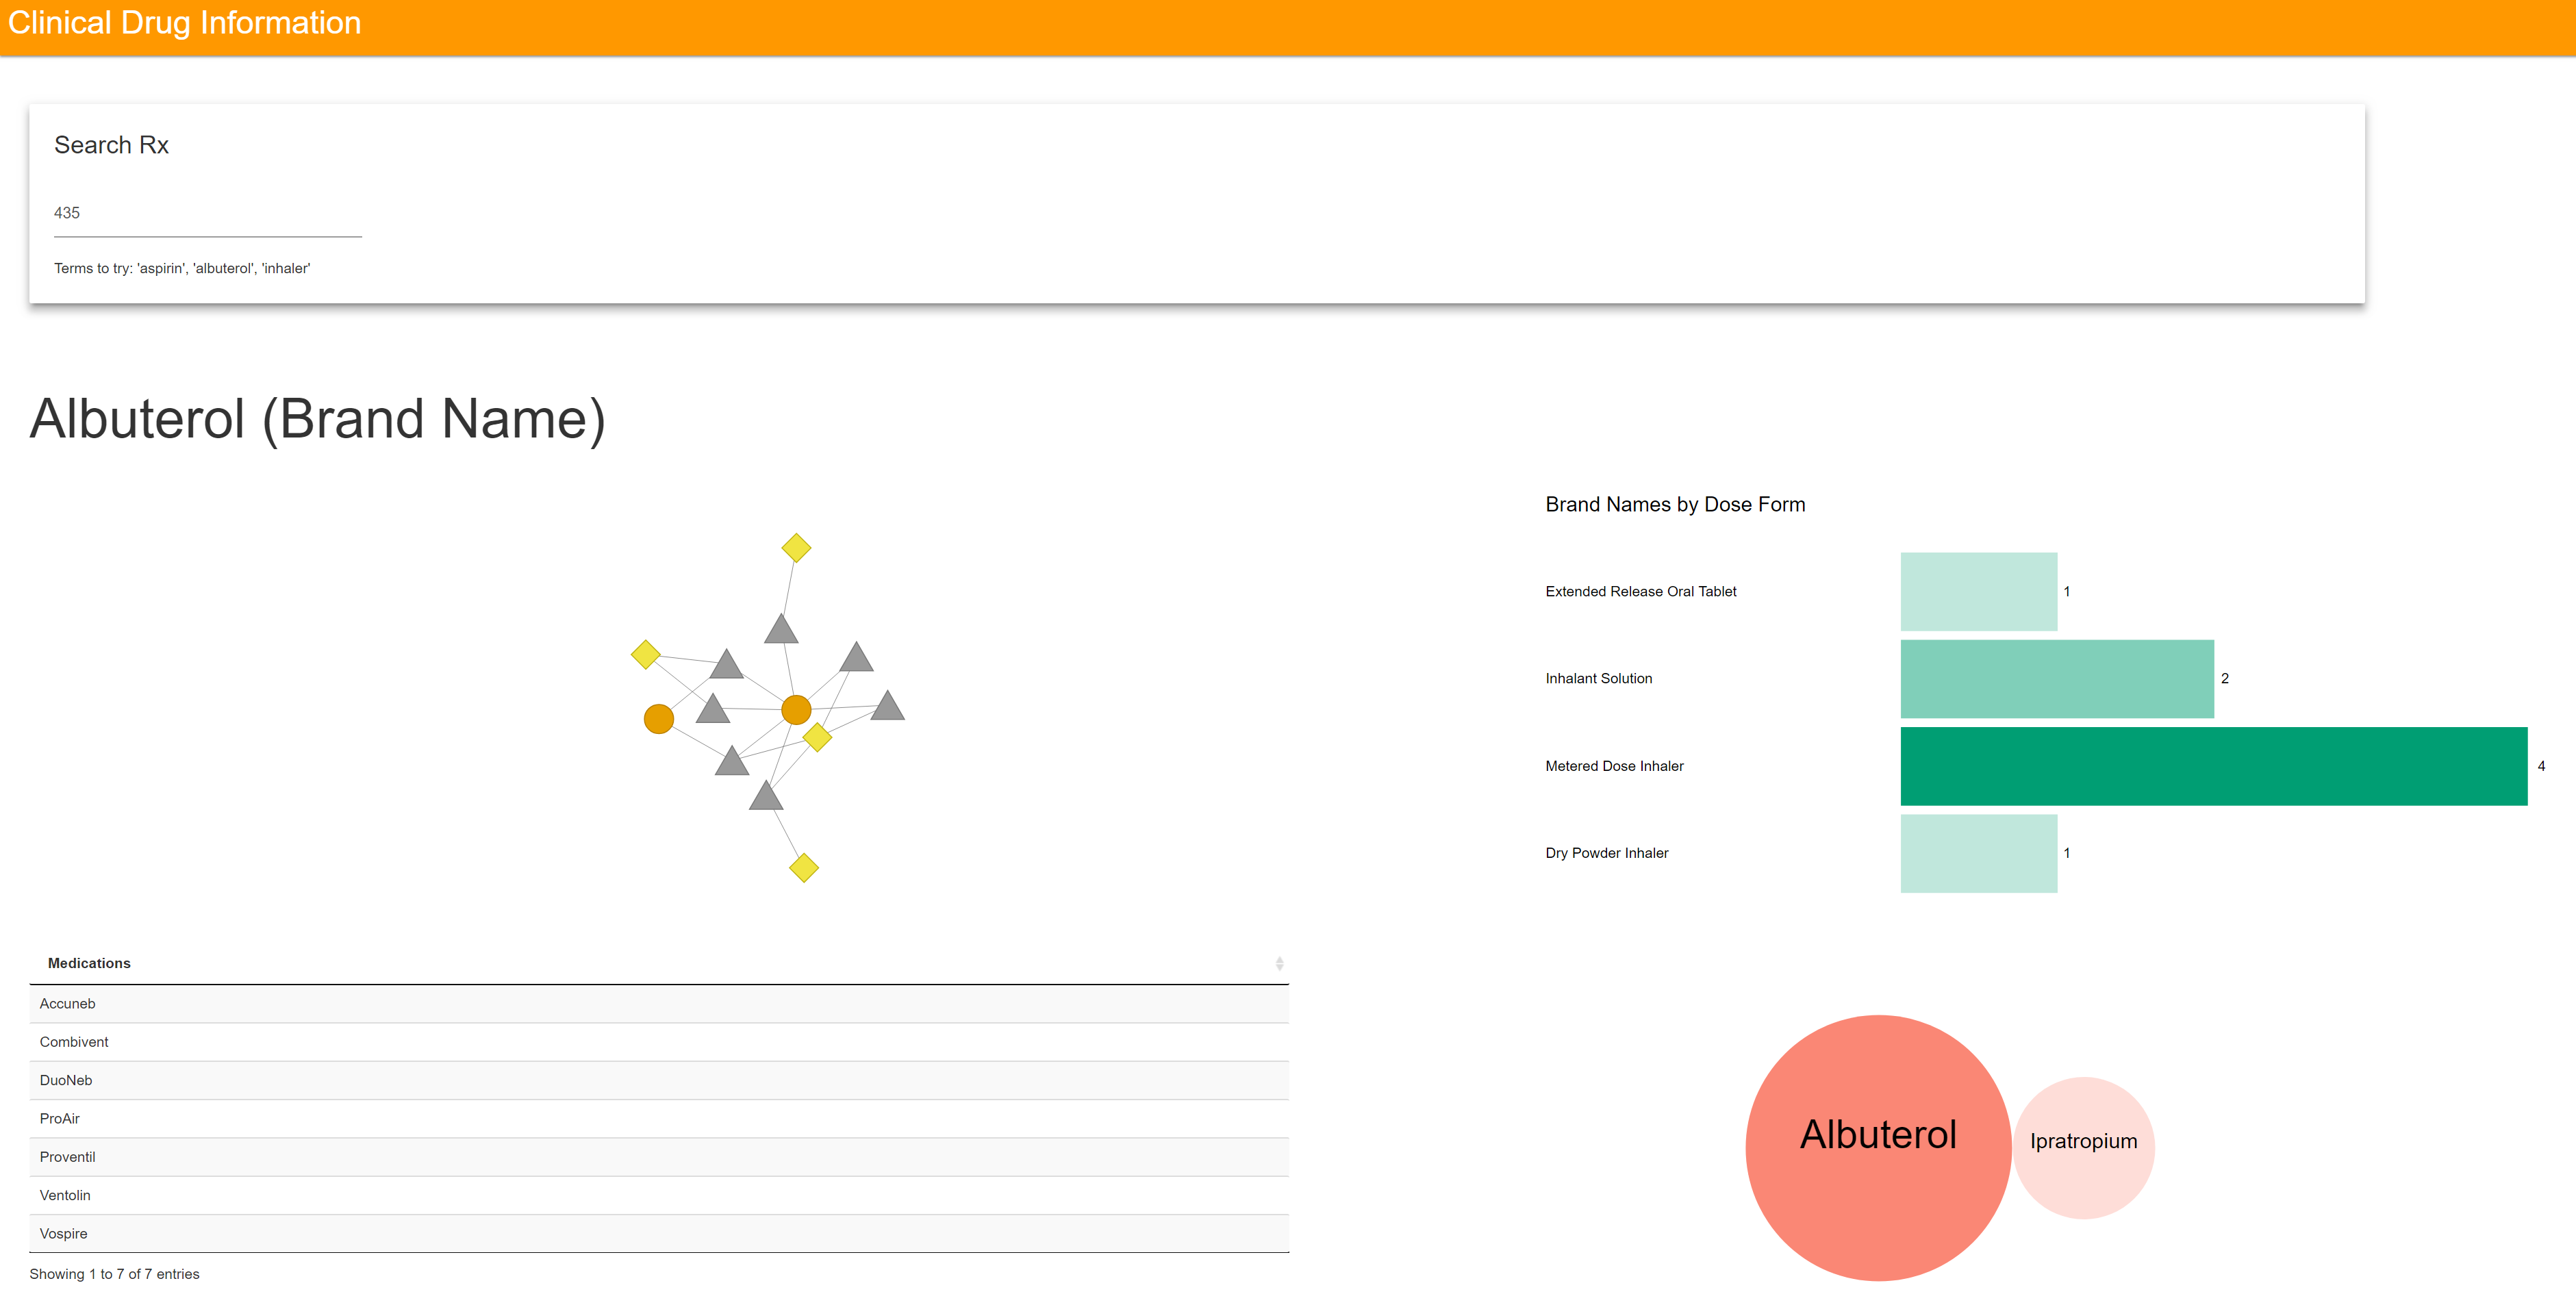 Clinical Drug Information
Search Rx
435
Terms to try: 'aspirin', 'albuterol', 'inhaler'
Albuterol (Brand Name)
Brand Names by Dose Form
Extended Release Oral Tablet 1
Inhalant Solution 2
Metered Dose Inhaler 4
Dry Powder Inhaler 1
Medications
Accuneb
Combivent
DuoNeb
ProAir
Proventil
Ventolin
Vospire
Showing 1 to 7 of 7 entries
Albuterol
Ipratropium